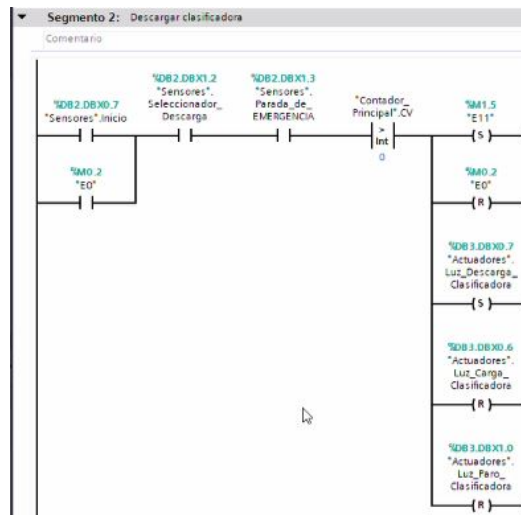 Segmento 2: Descargar clasificadora
Comentario
%DB2.DBX0.7
"Sensores".Inicio
%M0.2
"E0"
%DB2.DBX1.2
"Sensores".
Seleccionador_
Descarga
%DB2.DBX1.3
"Sensores".
Parada_de_
EMERGENCIA
"Contador_
Principal".CV
>
Int
0
%M1.5
"E11"
S
%M0.2
"E0"
R
%DB3.DBX0.7
"Actuadores".
Luz_Descarga_
Clasificadora
S
%DB3.DBX0.6
"Actuadores".
Luz_Carga_
Clasificadora
R
%DB3.DBX1.0
"Actuadores".
Luz_Paro_
Clasificadora
R